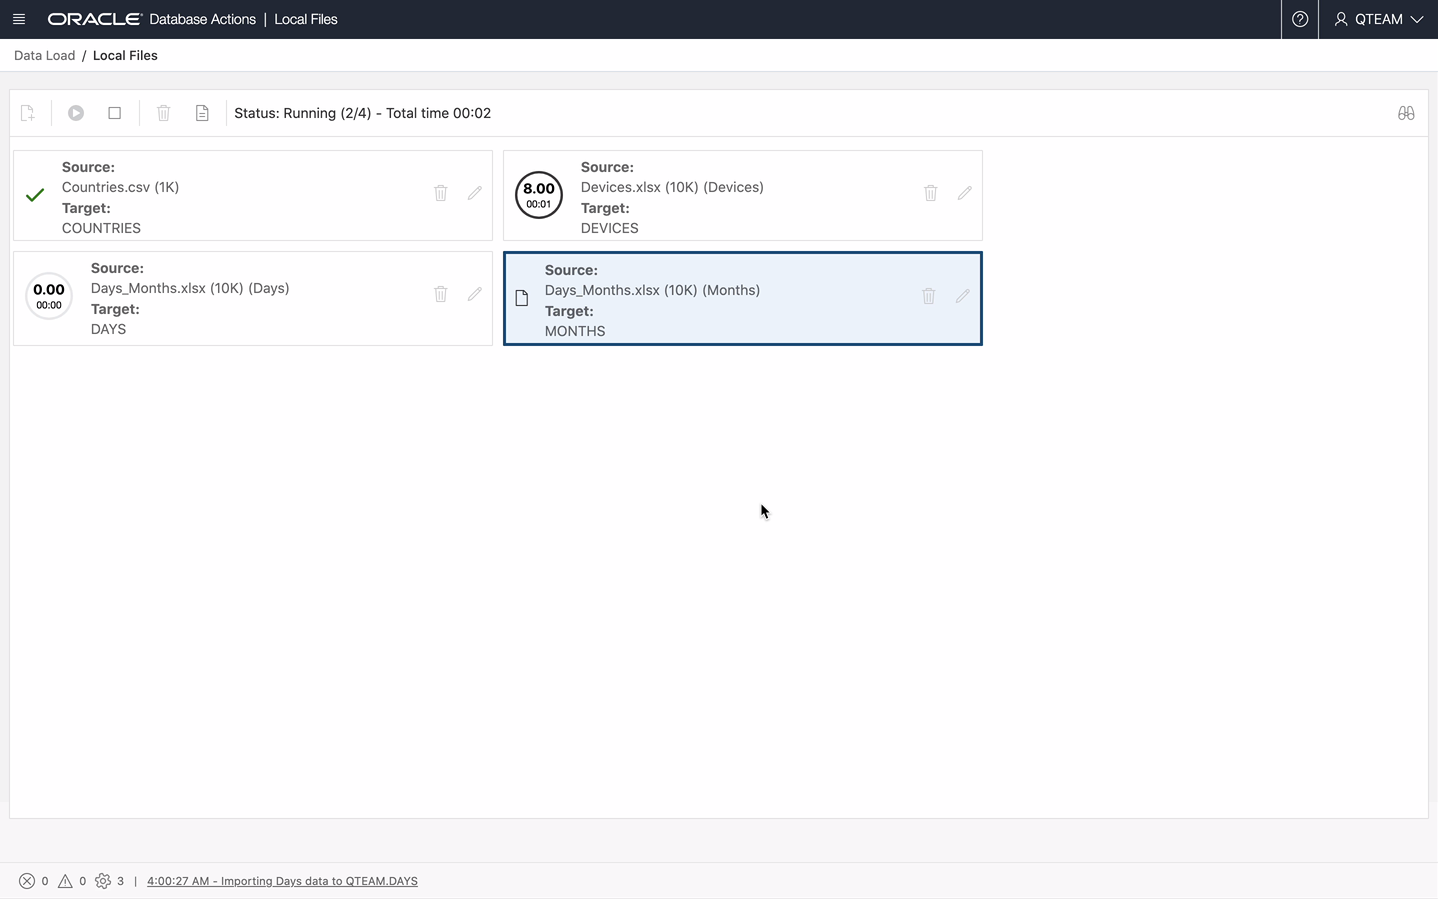 ORACLE Database Actions | Local Files
QTEAM
Data Load / Local Files
Status: Running (2/4) - Total time 00:02
Source:
Countries.csv (1K)
Target:
COUNTRIES
8.00
00:01
Source:
Devices.xlsx (10K) (Devices)
Target:
DEVICES
0.00
00:00
Source:
Days_Months.xlsx (10K) (Days)
Target:
DAYS
Source:
Days_Months.xlsx (10K) (Months)
Target:
MONTHS
0 0 3 | 4:00:27 AM - Importing Days data to QTEAM.DAYS